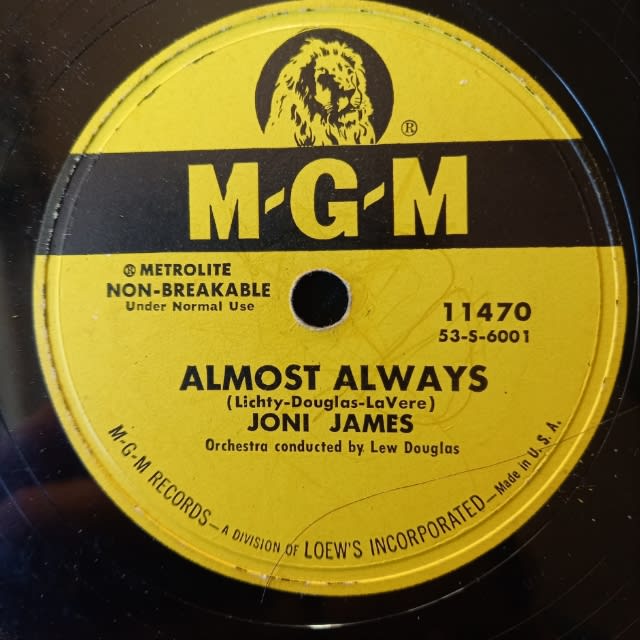 ®
M-G-M
Ⓡ METROLITE
NON-BREAKABLE
Under Normal Use
11470
53-S-6001
ALMOST ALWAYS
(Lichty-Douglas-LaVere)
JONI JAMES
Orchestra conducted by Lew Douglas
M-G-M RECORDS—A DIVISION OF LOEW'S INCORPORATED—Made in U. S. A.